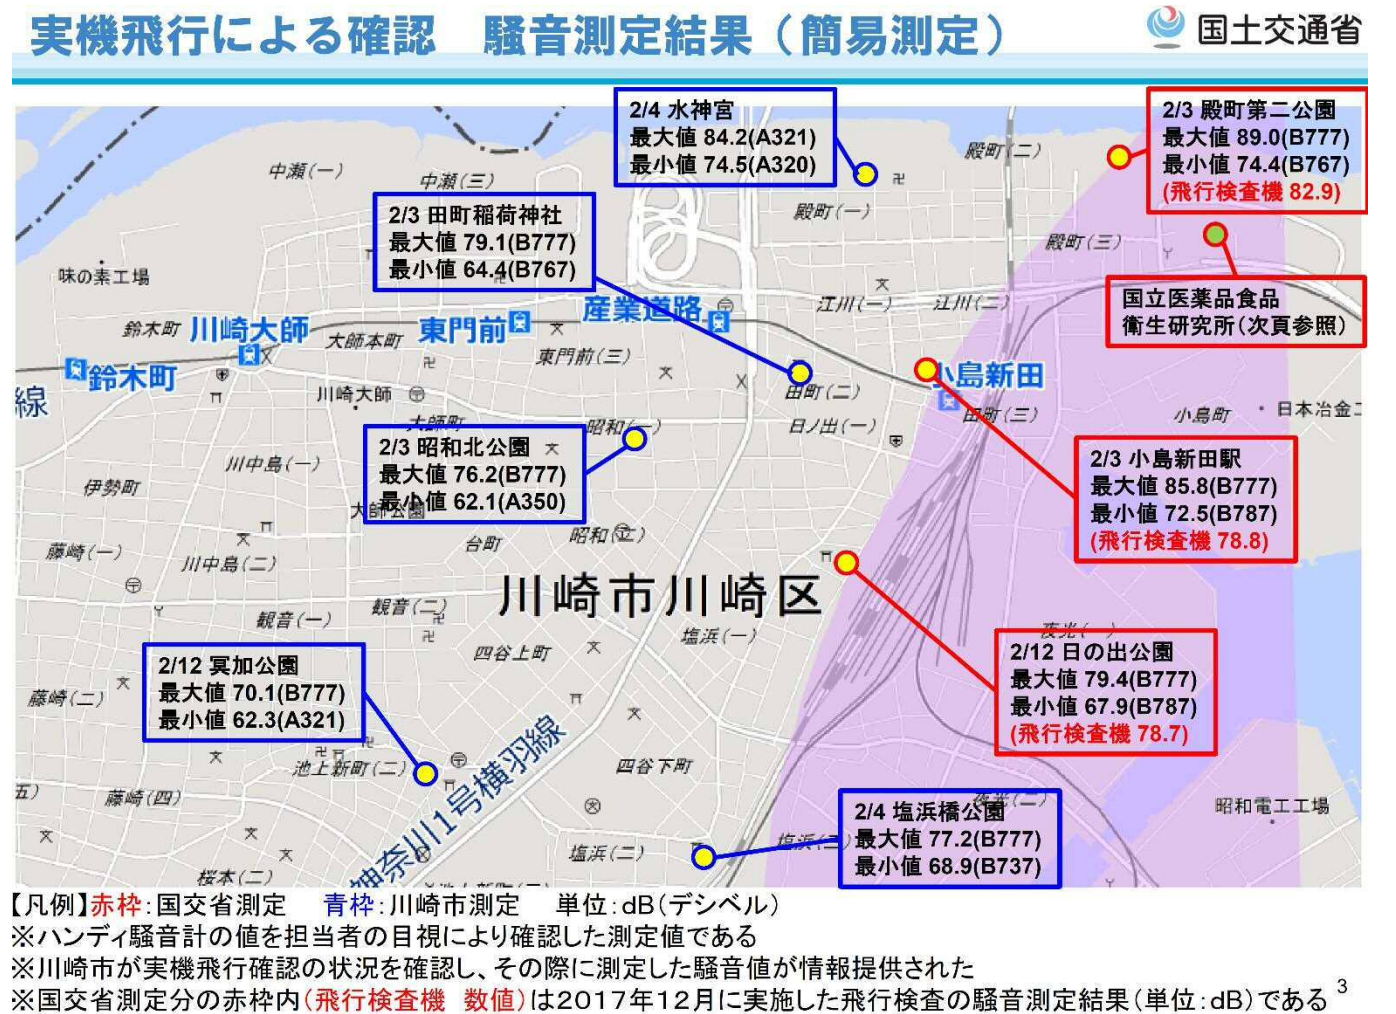 実機飛行による確認　騒音測定結果（簡易測定）
国土交通省
2/4 水神宮
最大値 84.2(A321)
最小値 74.5(A320)
2/3 殿町第二公園
最大値 89.0(B777)
最小値 74.4(B767)
(飛行検査機 82.9)
殿町(二)
中瀬(一)
中瀬(三)
殿町(一)
2/3 田町稲荷神社
最大値 79.1(B777)
最小値 64.4(B767)
殿町(三)
味の素工場
国立医薬品食品
衛生研究所(次頁参照)
江川(一)
江川(二)
産業道路
鈴木町
川崎大師
大師本町
東門前
東門前(三)
鈴木町
川崎大師
田町(二)
小島新田
線
大師町
昭和(一)
日ノ出(一)
田町(三)
小島町
日本冶金工
2/3 昭和北公園
最大値 76.2(B777)
最小値 62.1(A350)
川中島(一)
伊勢町
大師公園
2/3 小島新田駅
最大値 85.8(B777)
最小値 72.5(B787)
(飛行検査機 78.8)
藤崎(一)
川中島(二)
台町
昭和(二)
川崎市川崎区
観音(一)
観音(二)
塩浜(一)
夜光(一)
四谷上町
2/12 日の出公園
最大値 79.4(B777)
最小値 67.9(B787)
(飛行検査機 78.7)
2/12 冥加公園
最大値 70.1(B777)
最小値 62.3(A321)
藤崎(二)
池上新町(二)
四谷下町
神奈川1号横羽線
五)
藤崎(四)
夜光(二)
昭和電工工場
2/4 塩浜橋公園
最大値 77.2(B777)
最小値 68.9(B737)
塩浜(二)
桜本(二)
【凡例】赤枠：国交省測定　青枠：川崎市測定　単位：dB(デシベル)
※ハンディ騒音計の値を担当者の目視により確認した測定値である
※川崎市が実機飛行確認の状況を確認し、その際に測定した騒音値が情報提供された
※国交省測定分の赤枠内(飛行検査機　数値)は2017年12月に実施した飛行検査の騒音測定結果(単位：dB)である
3